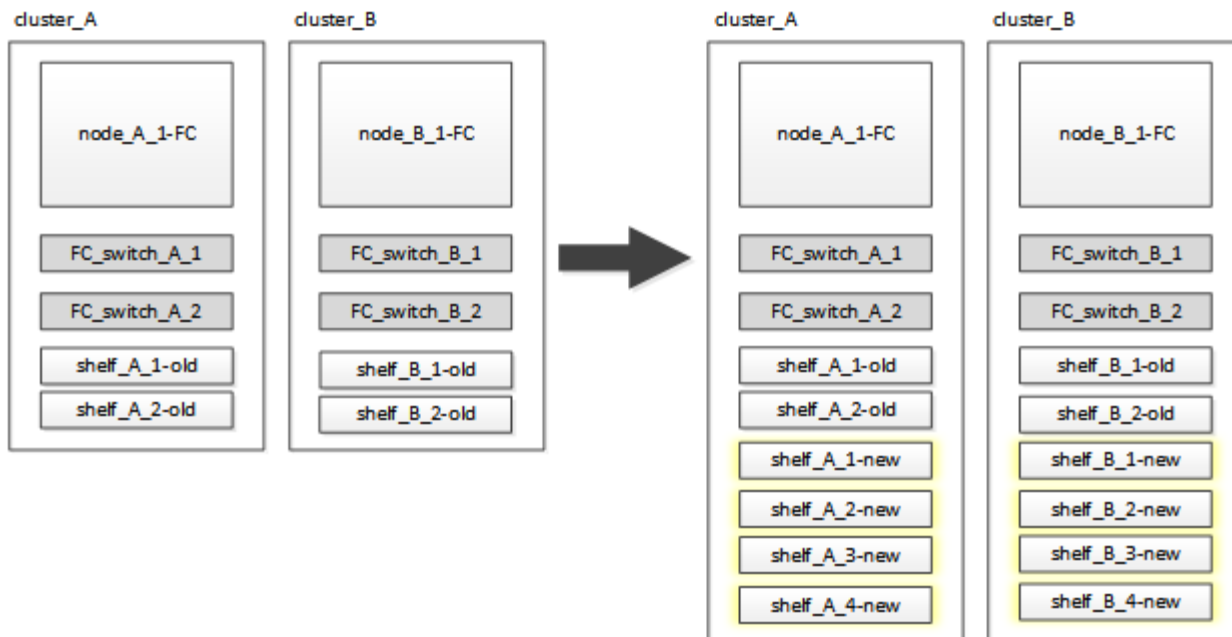 cluster_A
cluster_B
cluster_A
cluster_B
node_A_1-FC
node_B_1-FC
node_A_1-FC
node_B_1-FC
FC_switch_A_1
FC_switch_B_1
FC_switch_A_1
FC_switch_B_1
FC_switch_A_2
FC_switch_B_2
FC_switch_A_2
FC_switch_B_2
shelf_A_1-old
shelf_B_1-old
shelf_A_1-old
shelf_B_1-old
shelf_A_2-old
shelf_B_2-old
shelf_A_2-old
shelf_B_2-old
shelf_A_1-new
shelf_B_1-new
shelf_A_2-new
shelf_B_2-new
shelf_A_3-new
shelf_B_3-new
shelf_A_4-new
shelf_B_4-new